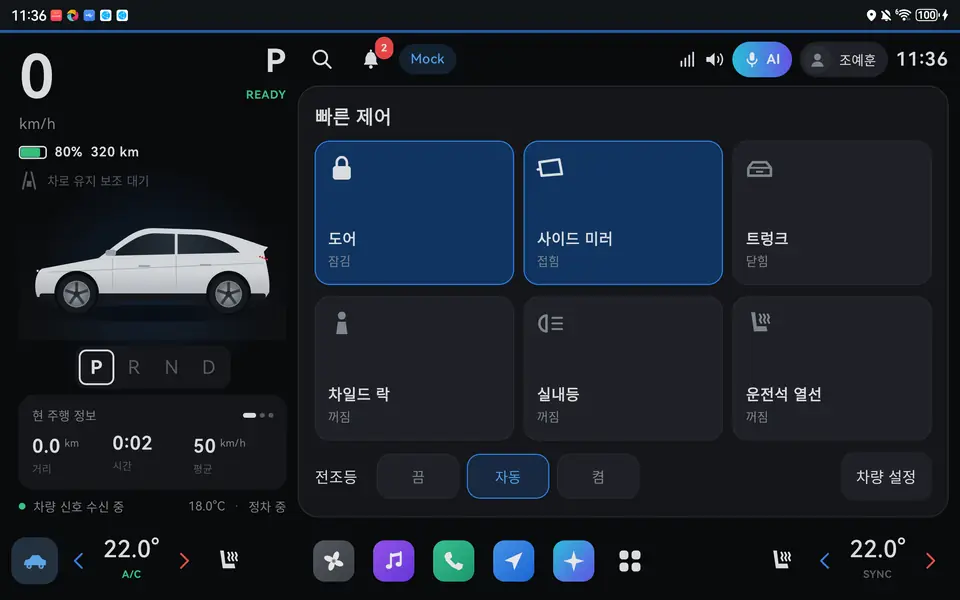 11:36
100
0
km/h
P
READY
80% 320 km
차로 유지 보조 대기
P R N D
현 주행 정보
0.0 km 0:02 50 km/h
거리 시간 평균
차량 신호 수신 중 18.0°C · 정차 중
2
Mock
AI
조예훈
11:36
빠른 제어
도어
잠김
사이드 미러
접힘
트렁크
닫힘
차일드 락
꺼짐
실내등
꺼짐
운전석 열선
꺼짐
전조등 끔 자동 켬 차량 설정
22.0°
A/C
22.0°
SYNC